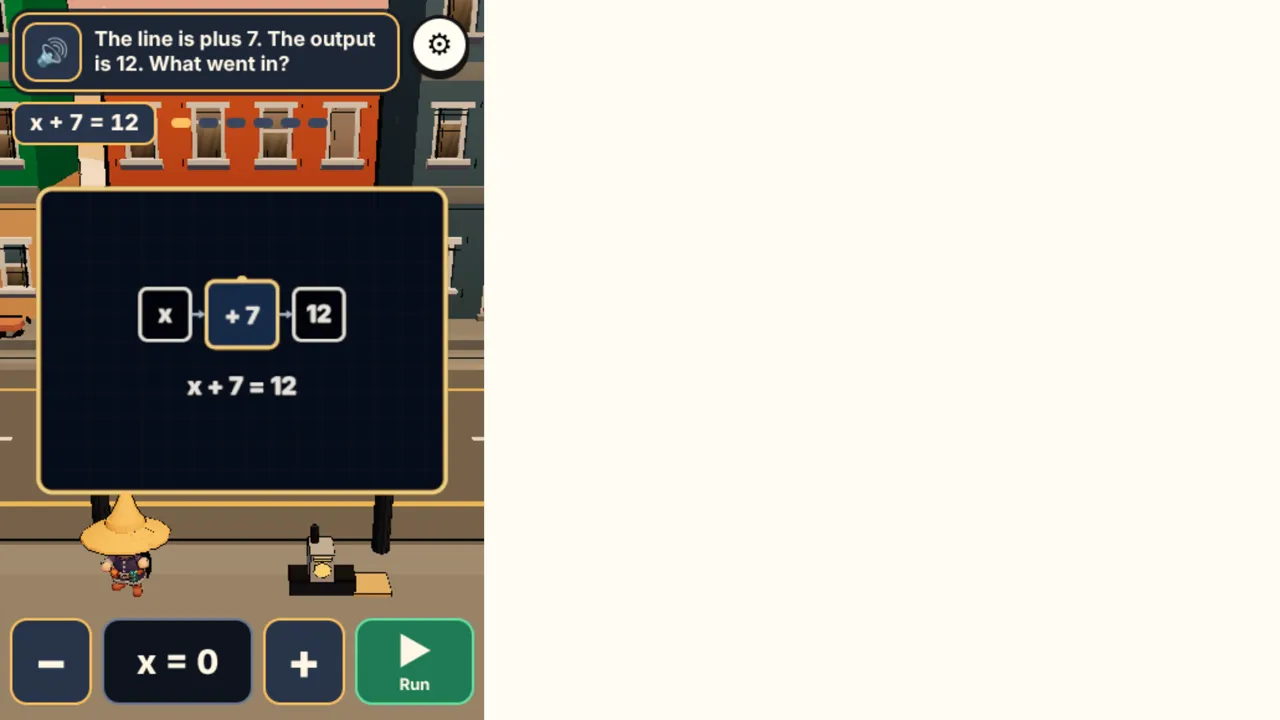 The line is plus 7. The output
is 12. What went in?
x + 7 = 12
x
+ 7
12
x + 7 = 12
−
x = 0
+
Run